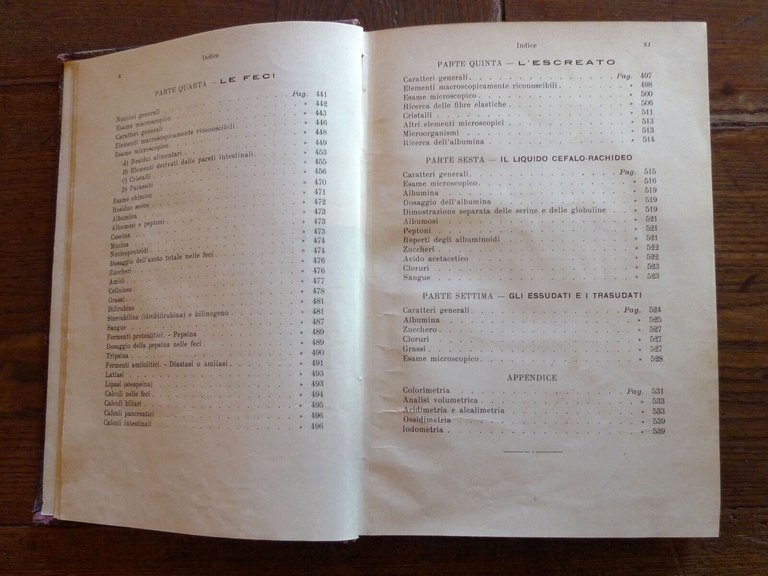 X
Indice
PARTE QUARTA — LE FECI
Nozioni generali Pag. 441
Esame macroscopico » 442
Caratteri generali » 443
Elementi macroscopicamente riconoscibili » 446
Esame microscopico » 448
A) Residui alimentari » 449
B) Elementi derivati dalle pareti intestinali » 453
C) Cristalli » 455
D) Parassiti » 456
Esame chimico » 470
Residuo secco » 471
Albumina » 472
Albumosi e peptoni » 473
Caseina » 473
Mucina » 474
Nucleoproteidi » 474
Dosaggio dell'azoto totale nelle feci » 474
Zuccheri » 476
Amidi » 476
Cellulosa » 477
Grassi » 478
Bilirubina » 481
Stercobilina (idrobilirubina) e bilinogeno » 481
Sangue » 487
Fermenti proteolitici. - Pepsina » 489
Dosaggio della pepsina nelle feci » 489
Tripsina » 490
Fermenti amilolitici. - Diastasi o amilasi » 491
Lattasi » 493
Lipasi (steapsina) » 493
Calcoli nelle feci » 494
Calcoli biliari » 495
Calcoli pancreatici » 496
Calcoli intestinali » 496
Indice
XI
PARTE QUINTA — L'ESCREATO
Caratteri generali Pag. 497
Elementi macroscopicamente riconoscibili » 498
Esame microscopico » 500
Ricerca delle fibre elastiche » 506
Cristalli » 511
Altri elementi microscopici » 513
Microorganismi » 513
Ricerca dell'albumina » 514
PARTE SESTA — IL LIQUIDO CEFALO-RACHIDEO
Caratteri generali Pag. 515
Esame microscopico » 516
Albumina » 519
Dosaggio dell'albumina » 519
Dimostrazione separata delle serine e delle globuline » 519
Albumosi » 521
Peptoni » 521
Reperti degli albuminoidi » 521
Zuccheri » 522
Acido acetacetico » 522
Cloruri » 523
Sangue » 523
PARTE SETTIMA — GLI ESSUDATI E I TRASUDATI
Caratteri generali Pag. 524
Albumina » 525
Zucchero » 527
Cloruri » 527
Grassi » 527
Esame microscopico » 528
APPENDICE
Colorimetria Pag. 531
Analisi volumetrica » 533
Acidimetria e alcalimetria » 533
Ossidimetria » 539
Iodometria » 539